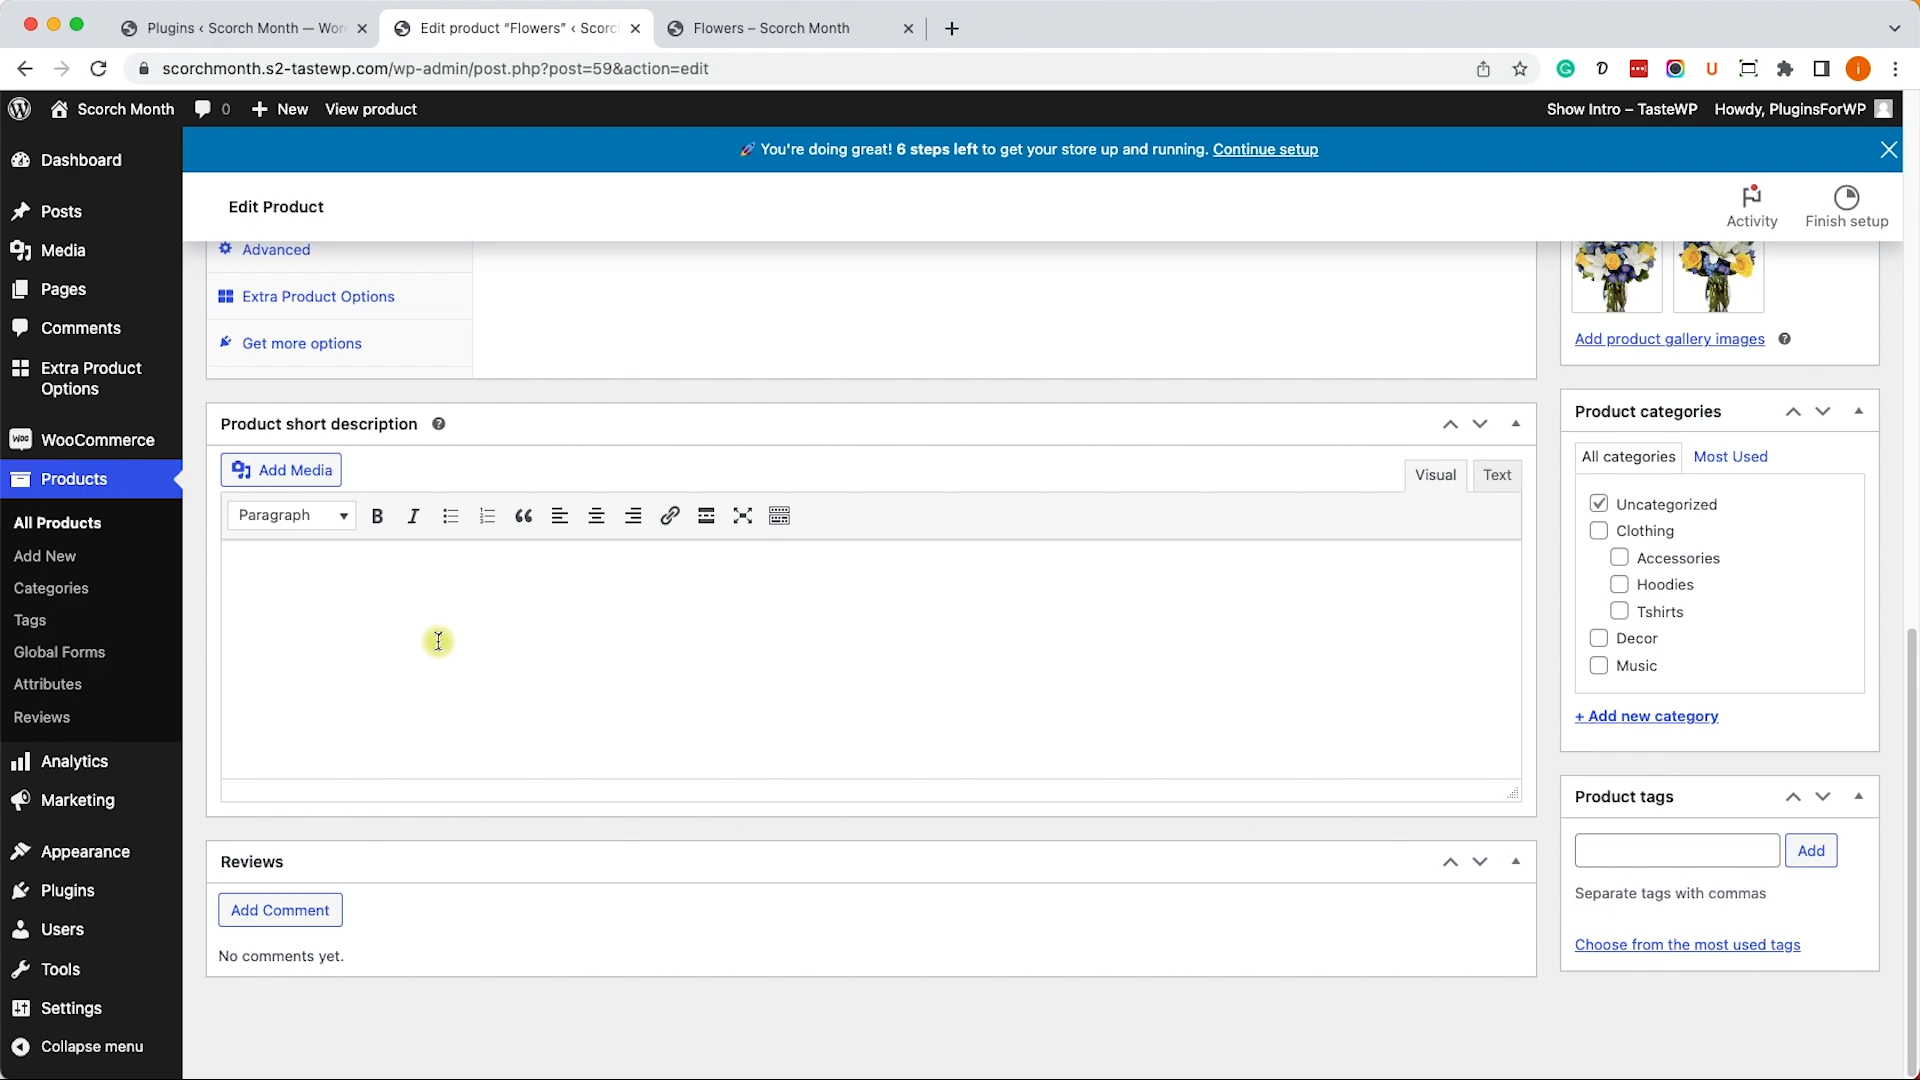 Plugins ‹ Scorch Month — Wor
Edit product "Flowers" ‹ Scorc
Flowers – Scorch Month
scorchmonth.s2-tastewp.com/wp-admin/post.php?post=59&action=edit
Scorch Month
0
New
View product
Show Intro – TasteWP
Howdy, PluginsForWP
🚀 You're doing great! 6 steps left to get your store up and running. Continue setup
Edit Product
Activity
Finish setup
Dashboard
Posts
Media
Pages
Comments
Extra Product
Options
WooCommerce
Products
All Products
Add New
Categories
Tags
Global Forms
Attributes
Reviews
Analytics
Marketing
Appearance
Plugins
Users
Tools
Settings
Collapse menu
Advanced
Extra Product Options
Get more options
Product short description
Add Media
Visual
Text
Paragraph
Reviews
Add Comment
No comments yet.
Add product gallery images
Product categories
All categories
Most Used
Uncategorized
Clothing
Accessories
Hoodies
Tshirts
Decor
Music
+ Add new category
Product tags
Add
Separate tags with commas
Choose from the most used tags